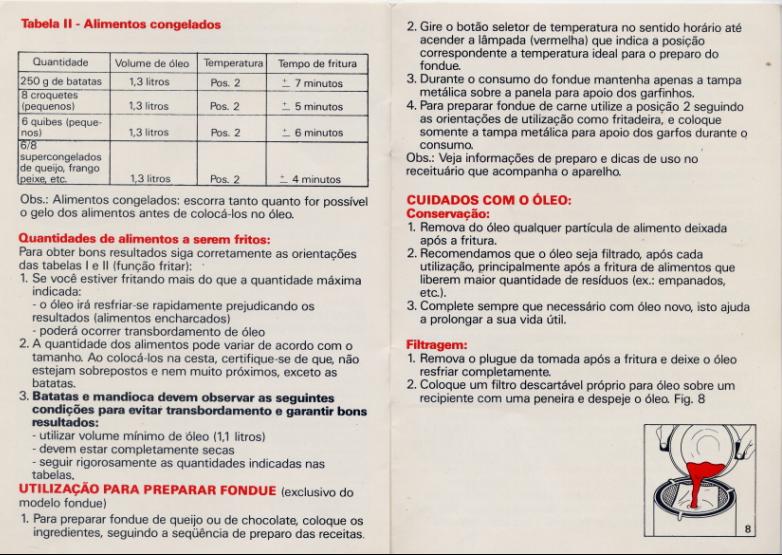 Tabela II - Alimentos congelados
Quantidade Volume de óleo Temperatura Tempo de fritura
250 g de batatas 1,3 litros Pos. 2 ± 7 minutos
8 croquetes
(pequenos) 1,3 litros Pos. 2 ± 5 minutos
6 quibes (peque-
nos) 1,3 litros Pos. 2 ± 6 minutos
6/8
supercongelados
de queijo, frango
peixe, etc. 1,3 litros Pos. 2 ± 4 minutos
Obs.: Alimentos congelados: escorra tanto quanto for possível
o gelo dos alimentos antes de colocá-los no óleo.
Quantidades de alimentos a serem fritos:
Para obter bons resultados siga corretamente as orientações
das tabelas I e II (função fritar):
1. Se você estiver fritando mais do que a quantidade máxima
indicada:
- o óleo irá resfriar-se rapidamente prejudicando os
resultados (alimentos encharcados)
- poderá ocorrer transbordamento de óleo
2. A quantidade dos alimentos pode variar de acordo com o
tamanho. Ao colocá-los na cesta, certifique-se de que, não
estejam sobrepostos e nem muito próximos, exceto as
batatas.
3. Batatas e mandioca devem observar as seguintes
condições para evitar transbordamento e garantir bons
resultados:
- utilizar volume mínimo de óleo (1,1 litros)
- devem estar completamente secas
- seguir rigorosamente as quantidades indicadas nas
tabelas.
UTILIZAÇÃO PARA PREPARAR FONDUE (exclusivo do
modelo fondue)
1. Para preparar fondue de queijo ou de chocolate, coloque os
ingredientes, seguindo a seqüência de preparo das receitas.
2. Gire o botão seletor de temperatura no sentido horário até
acender a lâmpada (vermelha) que indica a posição
correspondente a temperatura ideal para o preparo do
fondue.
3. Durante o consumo do fondue mantenha apenas a tampa
metálica sobre a panela para apoio dos garfinhos.
4. Para preparar fondue de carne utilize a posição 2 seguindo
as orientações de utilização como fritadeira, e coloque
somente a tampa metálica para apoio dos garfos durante o
consumo.
Obs.: Veja informações de preparo e dicas de uso no
receituário que acompanha o aparelho.
CUIDADOS COM O ÓLEO:
Conservação:
1. Remova do óleo qualquer partícula de alimento deixada
após a fritura.
2. Recomendamos que o óleo seja filtrado, após cada
utilização, principalmente após a fritura de alimentos que
liberem maior quantidade de resíduos (ex.: empanados,
etc.).
3. Complete sempre que necessário com óleo novo, isto ajuda
a prolongar a sua vida útil.
Filtragem:
1. Remova o plugue da tomada após a fritura e deixe o óleo
resfriar completamente.
2. Coloque um filtro descartável próprio para óleo sobre um
recipiente com uma peneira e despeje o óleo. Fig. 8
8